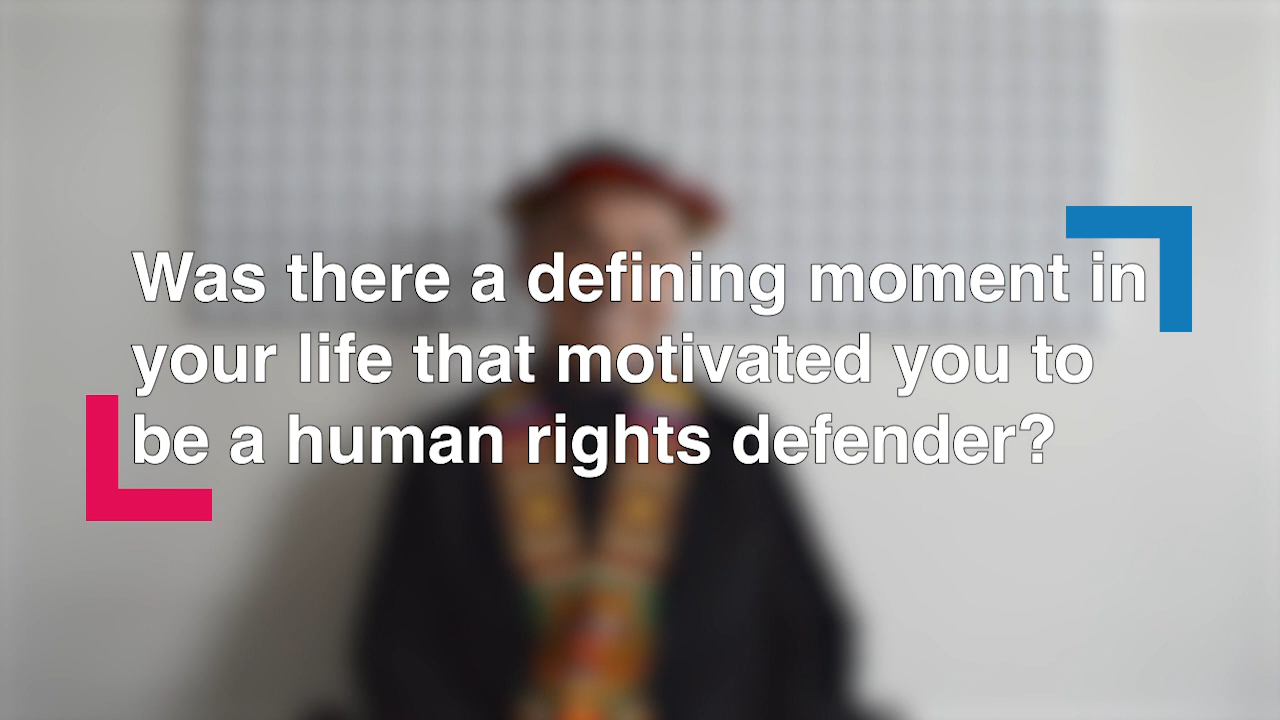 Was there a defining moment in
your life that motivated you to
be a human rights defender?